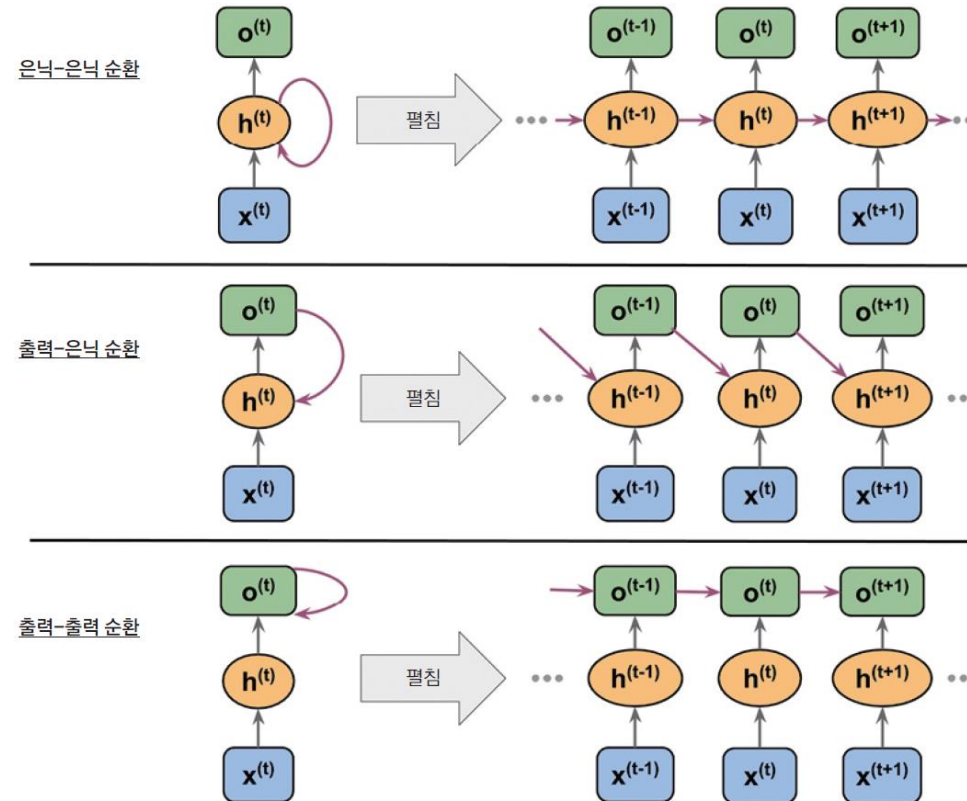 o(t)
o(t-1) o(t) o(t+1)
은닉-은닉 순환
h(t)
펼침
... h(t-1) h(t) h(t+1) ...
x(t)
x(t-1) x(t) x(t+1)
o(t)
o(t-1) o(t) o(t+1)
출력-은닉 순환
h(t)
펼침
... h(t-1) h(t) h(t+1) ...
x(t)
x(t-1) x(t) x(t+1)
o(t)
o(t-1) o(t) o(t+1)
출력-출력 순환
h(t)
펼침
... h(t-1) h(t) h(t+1) ...
x(t)
x(t-1) x(t) x(t+1)